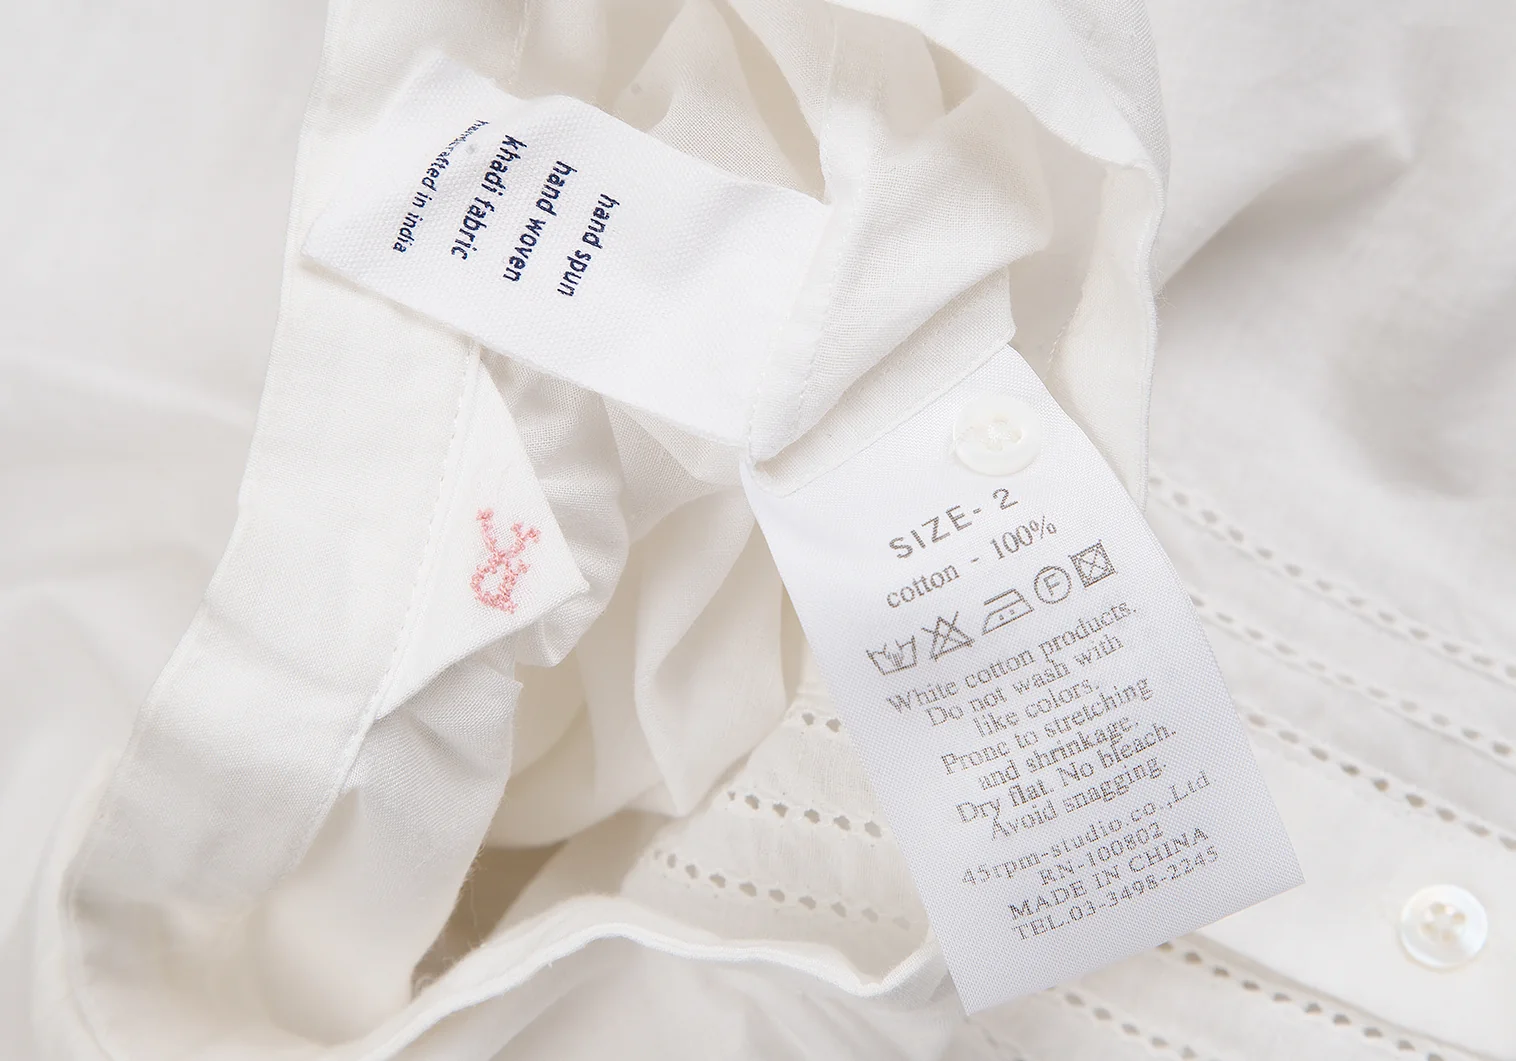 hand spun
hand woven
khadi fabric
handcrafted in india
SIZE- 2
cotton - 100%
F
White cotton products.
Do not wash with
like colors.
Prone to stretching
and shrinkage.
Dry flat. No bleach.
Avoid snagging.
45rpm-studio co.,Ltd
RN-100802
MADE IN CHINA
TEL.03-3498-2245